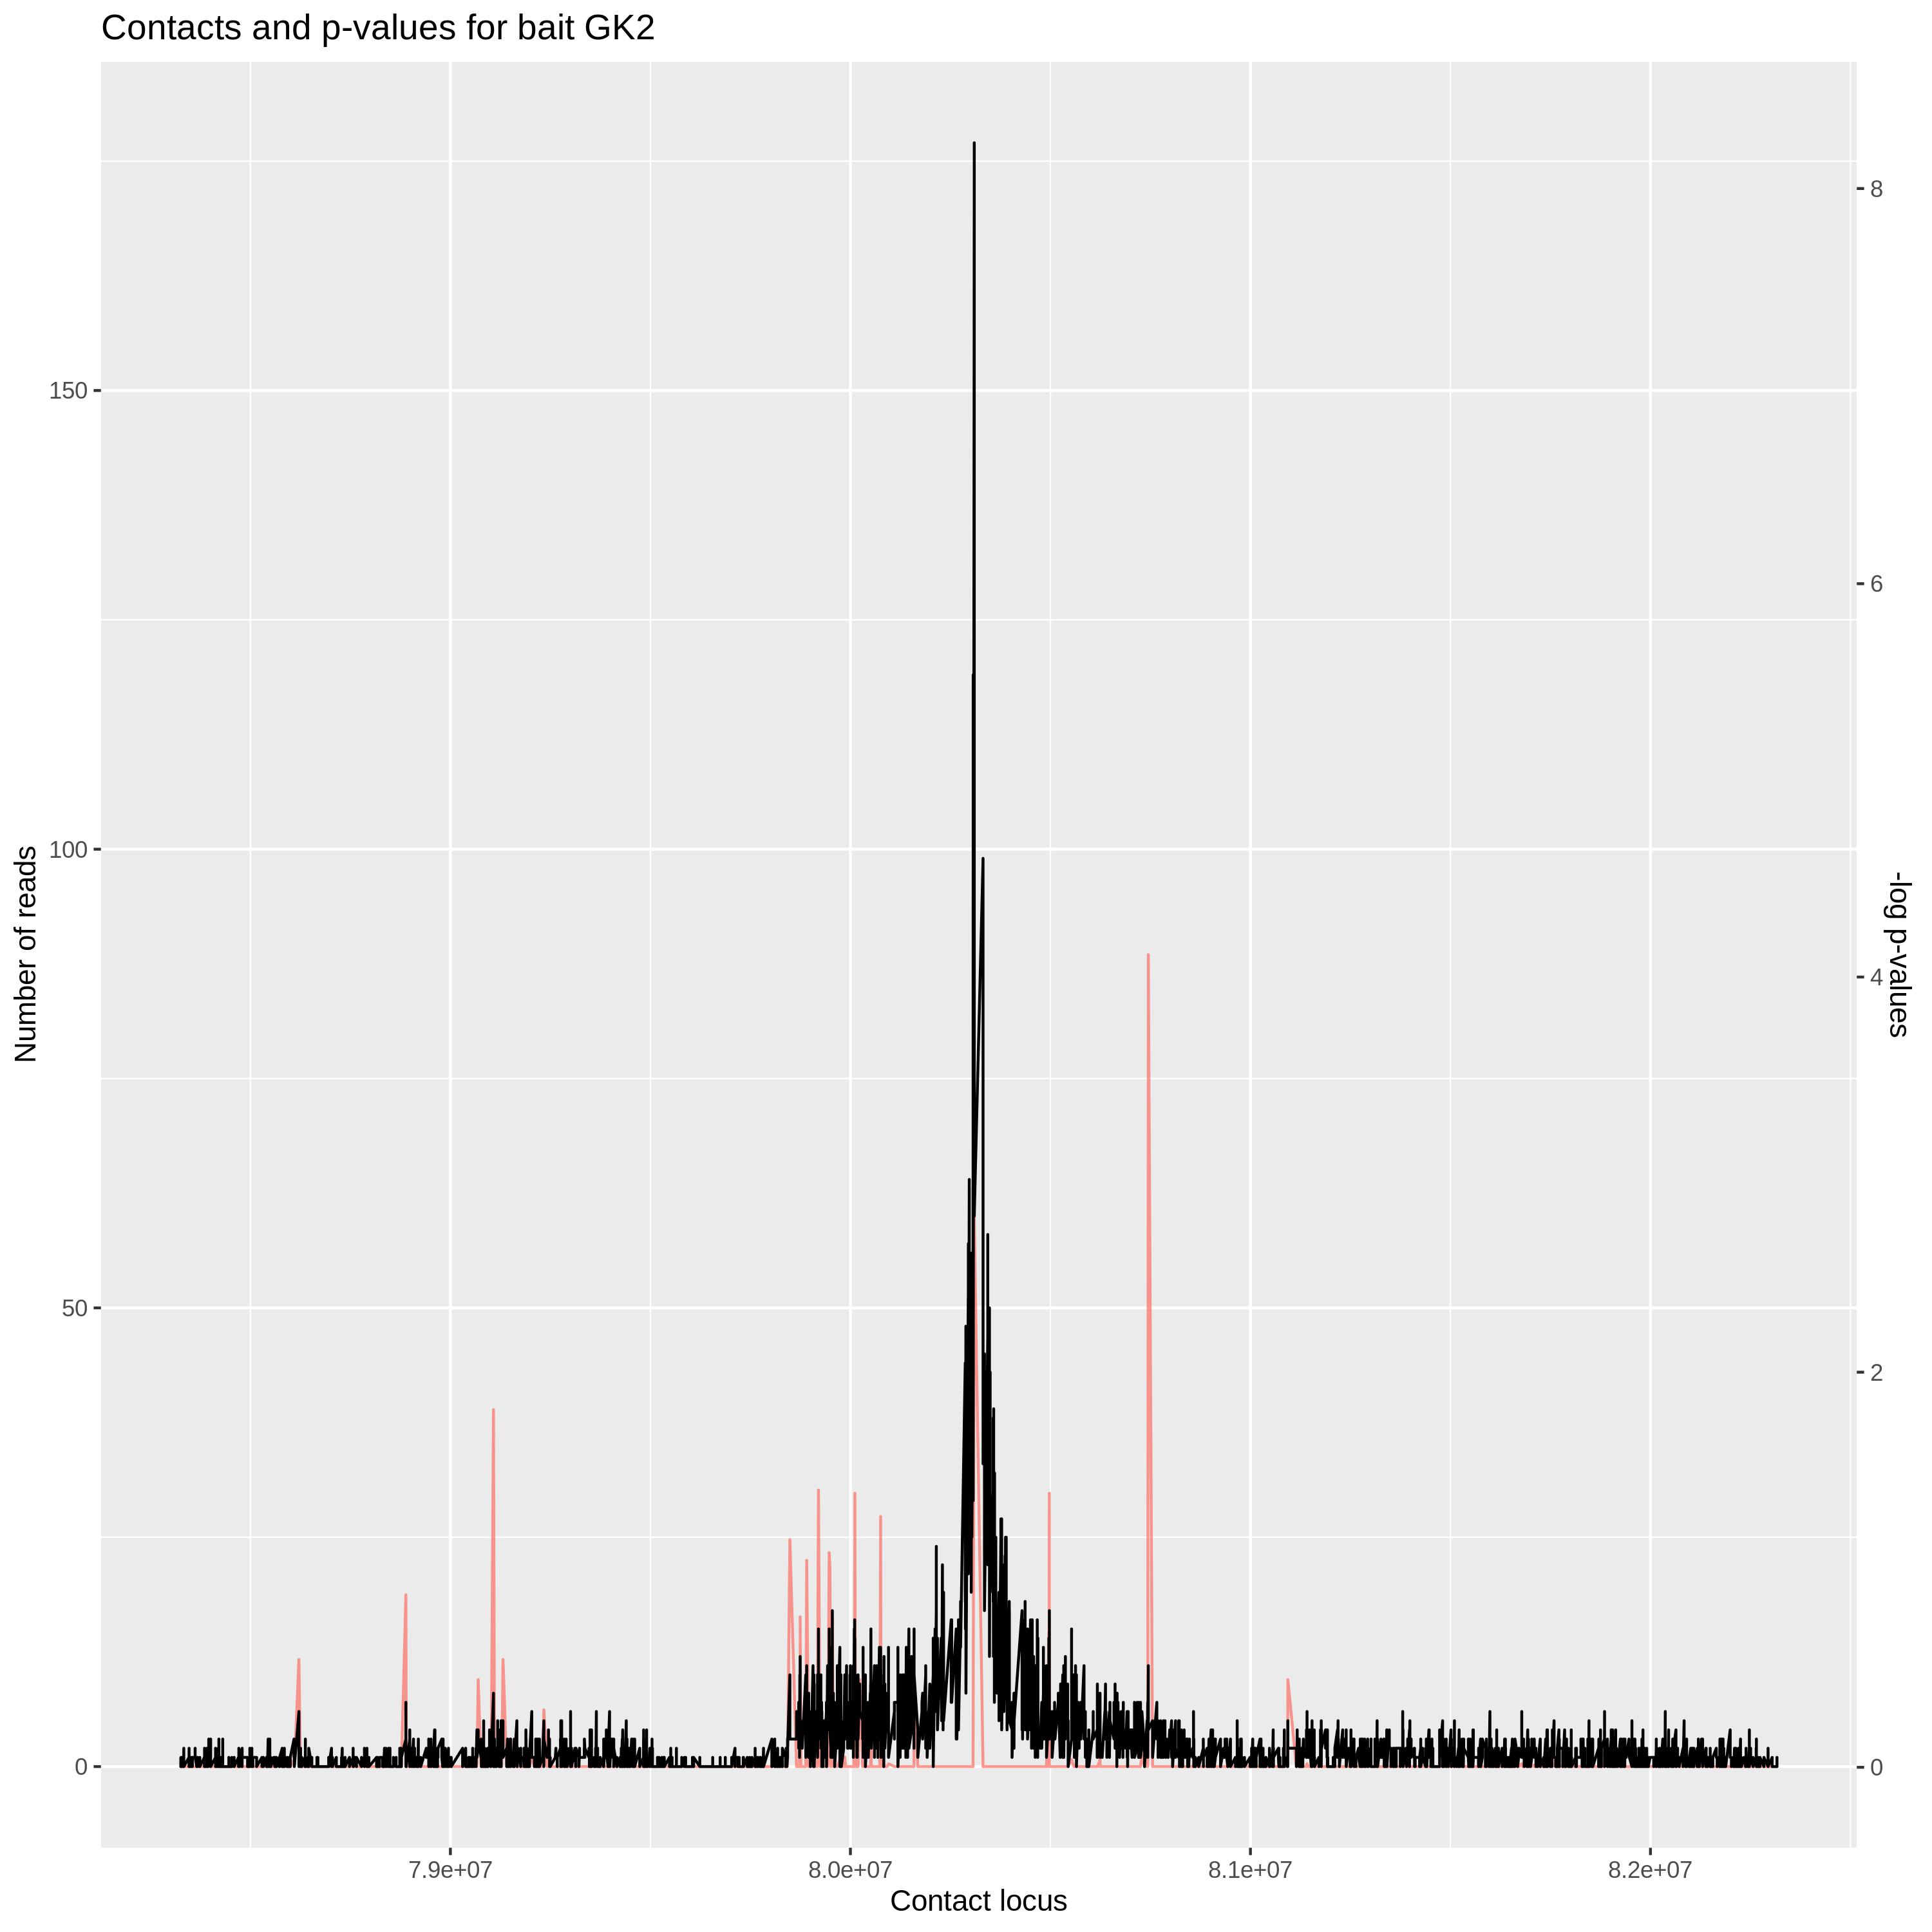 Contacts and p-values for bait GK2
Number of reads
150
100
50
0
8
6
4
2
0
-log p-values
7.9e+07 8.0e+07 8.1e+07 8.2e+07
Contact locus